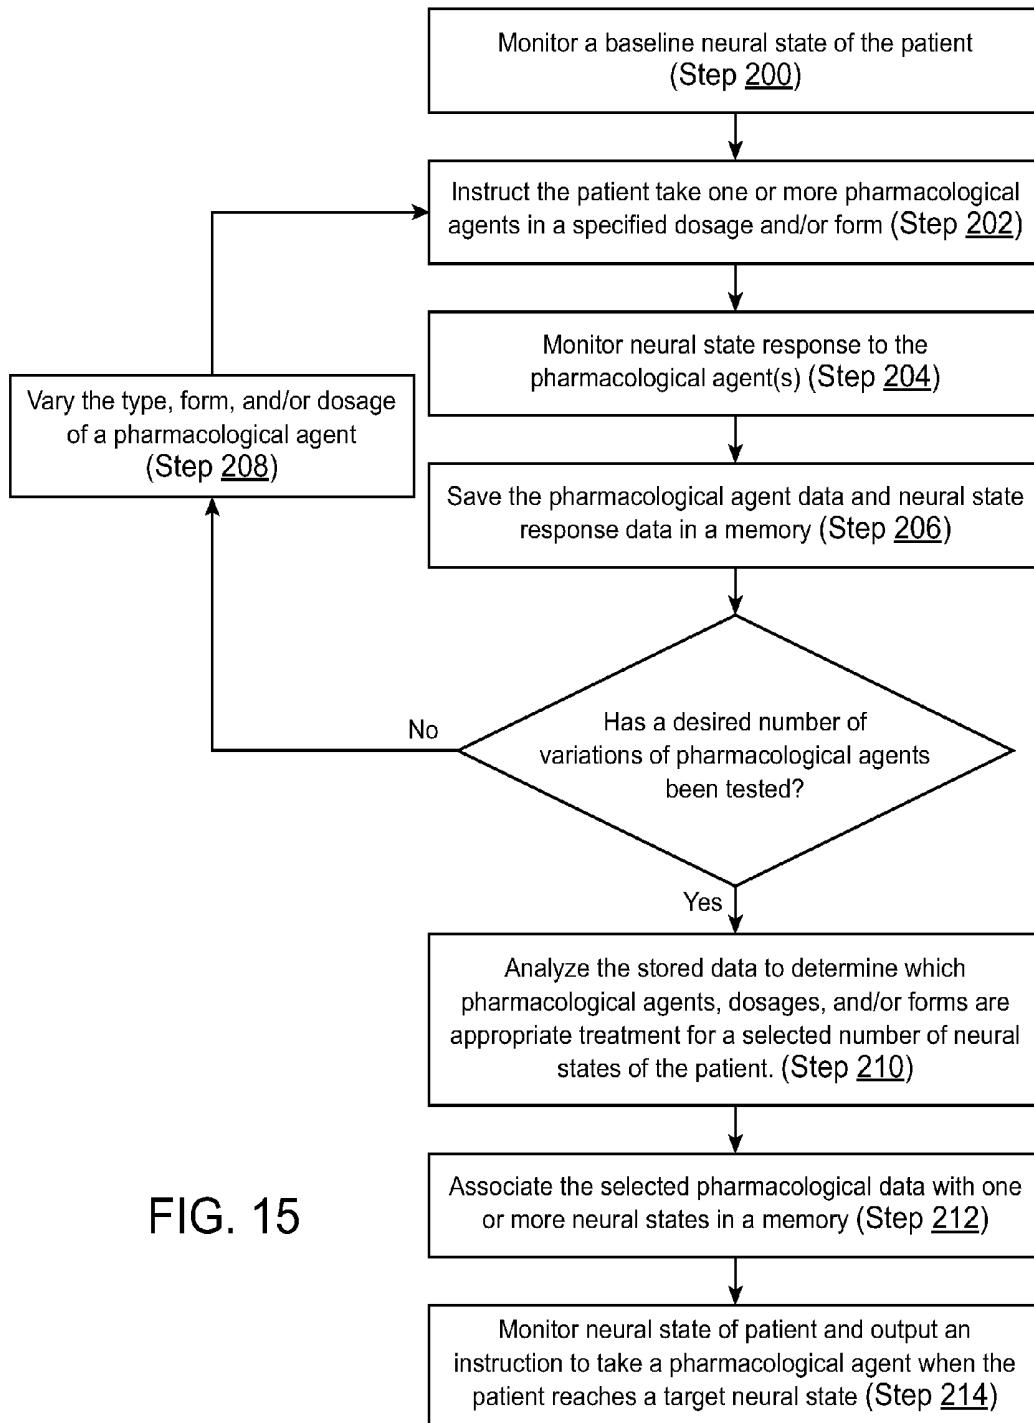 Monitor a baseline neural state of the patient
(Step 200)
Instruct the patient take one or more pharmacological
agents in a specified dosage and/or form (Step 202)
Monitor neural state response to the
pharmacological agent(s) (Step 204)
Vary the type, form, and/or dosage
of a pharmacological agent
(Step 208)
Save the pharmacological agent data and neural state
response data in a memory (Step 206)
No
Has a desired number of
variations of pharmacological agents
been tested?
Yes
Analyze the stored data to determine which
pharmacological agents, dosages, and/or forms are
appropriate treatment for a selected number of neural
states of the patient. (Step 210)
Associate the selected pharmacological data with one
or more neural states in a memory (Step 212)
FIG. 15
Monitor neural state of patient and output an
instruction to take a pharmacological agent when the
patient reaches a target neural state (Step 214)